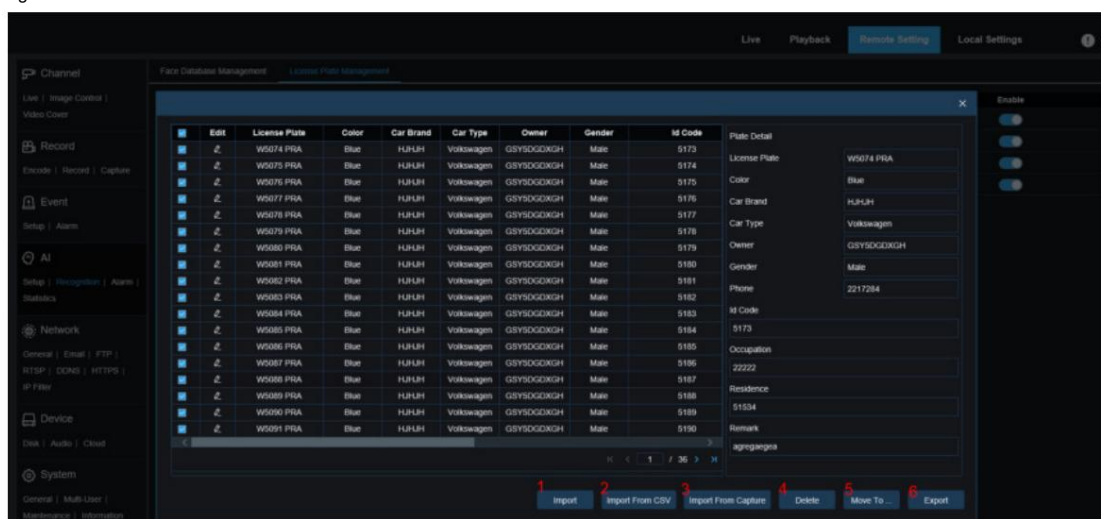 Live Playback Remote Setting Local Settings
Channel
Live | Image Control |
Video Cover
Record
Encode | Record | Capture
Event
Setup | Alarm
AI
Setup | Recognition | Alarm |
Statistics
Network
General | Email | FTP |
RTSP | DDNS | HTTPS |
IP Filter
Device
Disk | Audio | Cloud
System
General | Multi-User |
Maintenance | Information
Face Database Management License Plate Management
Enable
Edit License Plate Color Car Brand Car Type Owner Gender Id Code
W5074 PRA Blue HJHJH Volkswagen GSYSDGDXGH Male 5173
W5075 PRA Blue HJHJH Volkswagen GSYSDGDXGH Male 5174
W5076 PRA Blue HJHJH Volkswagen GSYSDGDXGH Male 5175
W5077 PRA Blue HJHJH Volkswagen GSYSDGDXGH Male 5176
W5078 PRA Blue HJHJH Volkswagen GSYSDGDXGH Male 5177
W5079 PRA Blue HJHJH Volkswagen GSYSDGDXGH Male 5178
W5080 PRA Blue HJHJH Volkswagen GSYSDGDXGH Male 5179
W5081 PRA Blue HJHJH Volkswagen GSYSDGDXGH Male 5180
W5082 PRA Blue HJHJH Volkswagen GSYSDGDXGH Male 5181
W5083 PRA Blue HJHJH Volkswagen GSYSDGDXGH Male 5182
W5084 PRA Blue HJHJH Volkswagen GSYSDGDXGH Male 5183
W5085 PRA Blue HJHJH Volkswagen GSYSDGDXGH Male 5184
W5086 PRA Blue HJHJH Volkswagen GSYSDGDXGH Male 5185
W5087 PRA Blue HJHJH Volkswagen GSYSDGDXGH Male 5186
W5088 PRA Blue HJHJH Volkswagen GSYSDGDXGH Male 5187
W5089 PRA Blue HJHJH Volkswagen GSYSDGDXGH Male 5188
W5090 PRA Blue HJHJH Volkswagen GSYSDGDXGH Male 5189
W5091 PRA Blue HJHJH Volkswagen GSYSDGDXGH Male 5190
1 / 36
Plate Detail
License Plate W5074 PRA
Color Blue
Car Brand HJHJH
Car Type Volkswagen
Owner GSYSDGDXGH
Gender Male
Phone 2217284
Id Code
5173
Occupation
22222
Residence
51534
Remark
agregaegea
1 2 3 4 5 6
Import Import From CSV Import From Capture Delete Move To ... Export